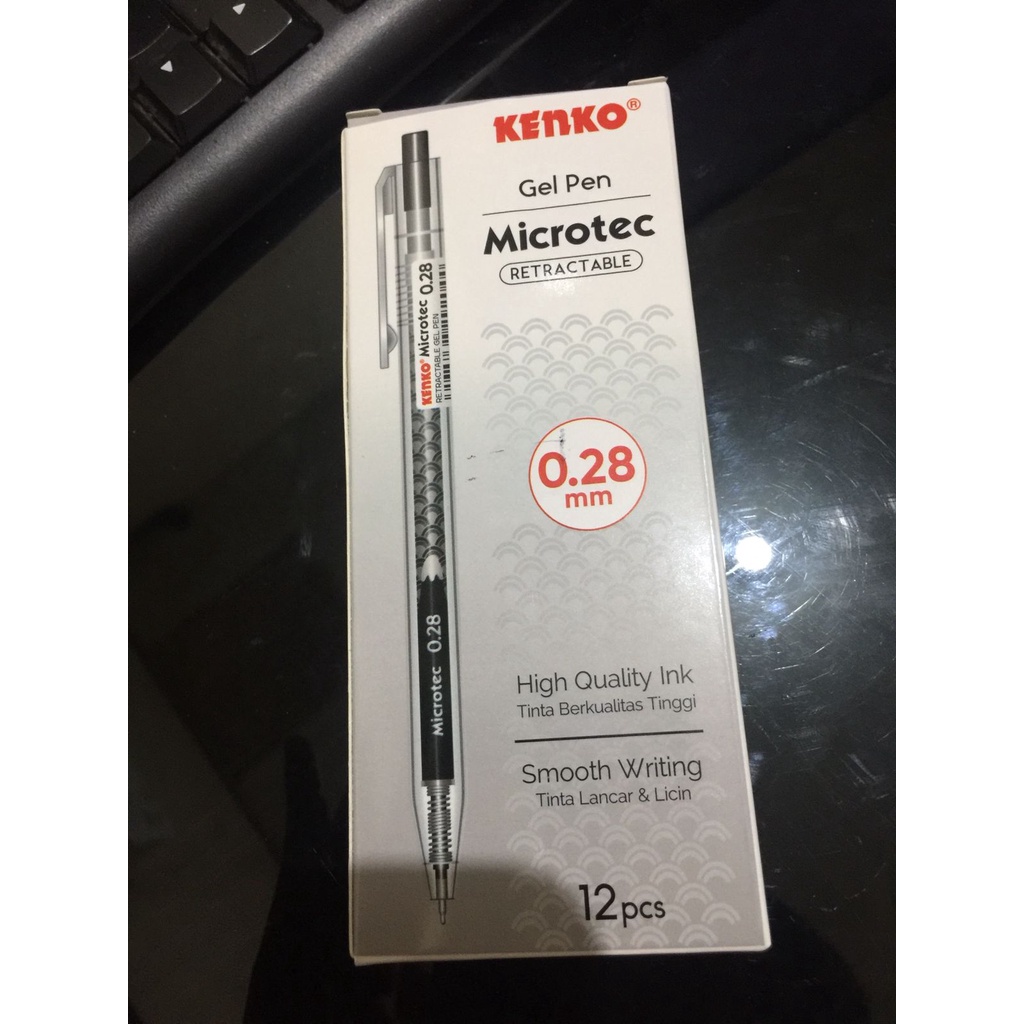 KENKO®
Gel Pen
Microtec
RETRACTABLE
KENKO® Microtec 0.28
RETRACTABLE GEL PEN
0.28
mm
Microtec 0.28
High Quality Ink
Tinta Berkualitas Tinggi
Smooth Writing
Tinta Lancar & Licin
12pcs